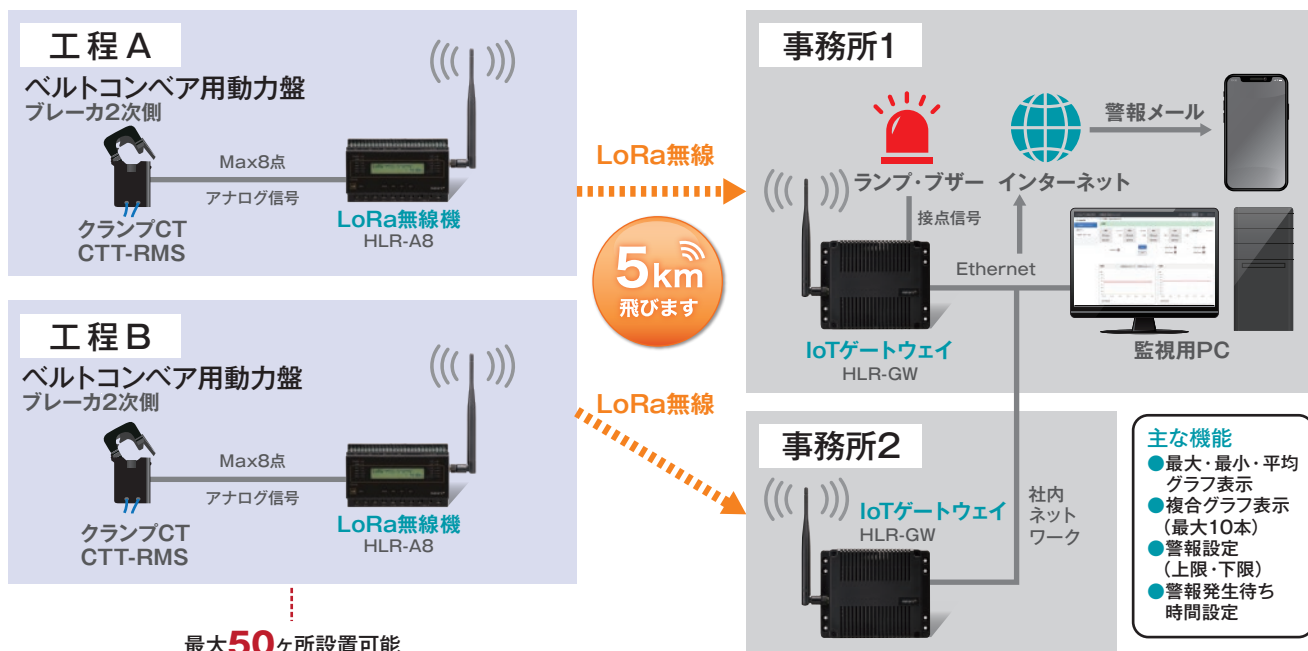 工程A
ベルトコンベア用動力盤
ブレーカ2次側
Max8点
アナログ信号
クランプCT
CTT-RMS
LoRa無線機
HLR-A8
工程B
ベルトコンベア用動力盤
ブレーカ2次側
Max8点
アナログ信号
クランプCT
CTT-RMS
LoRa無線機
HLR-A8
最大50ヶ所設置可能
LoRa無線
5km
飛びます
LoRa無線
事務所1
警報メール
ランプ・ブザー
インターネット
接点信号
Ethernet
IoTゲートウェイ
HLR-GW
監視用PC
事務所2
IoTゲートウェイ
HLR-GW
社内
ネット
ワーク
主な機能
●最大・最小・平均
グラフ表示
●複合グラフ表示
(最大10本)
●警報設定
(上限・下限)
●警報発生待ち
時間設定